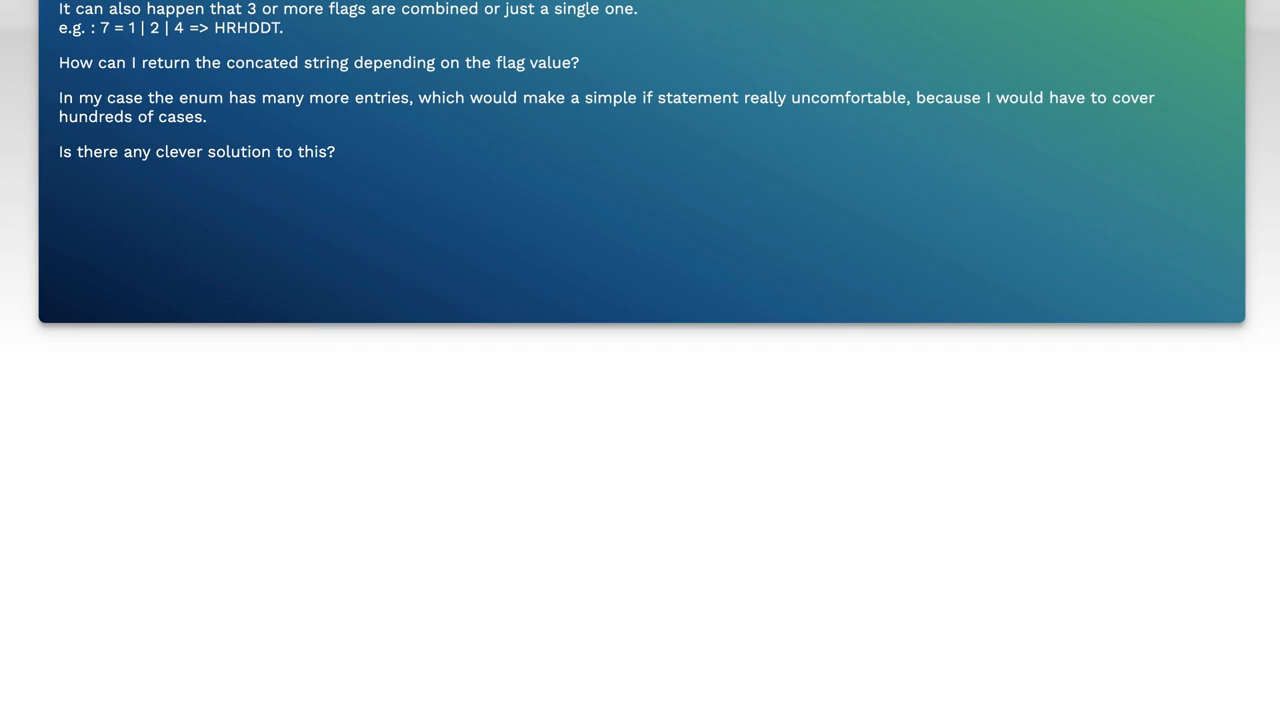 It can also happen that 3 or more flags are combined or just a single one.
e.g. : 7 = 1 | 2 | 4 => HRHDDT.
How can I return the concated string depending on the flag value?
In my case the enum has many more entries, which would make a simple if statement really uncomfortable, because I would have to cover
hundreds of cases.
Is there any clever solution to this?